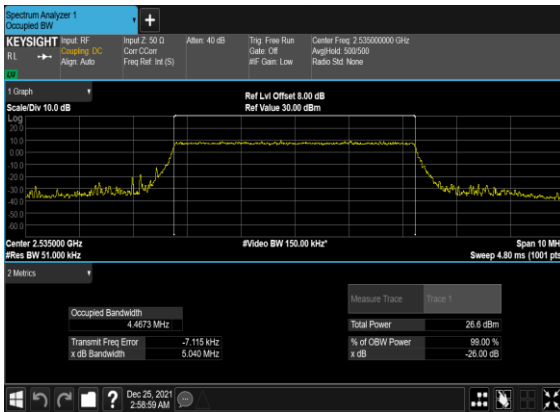 Spectrum Analyzer 1
Occupied BW
+
KEYSIGHT
RL
Input: RF
Coupling: DC
Align: Auto
Input Z: 50 Ω
Corr CCorr
Freq Ref: Int (S)
Atten: 40 dB
Trig: Free Run
Gate: Off
#IF Gain: Low
Center Freq: 2.535000000 GHz
Avg|Hold: 500/500
Radio Std: None
1 Graph
Scale/Div 10.0 dB
Ref Lvl Offset 8.00 dB
Ref Value 30.00 dBm
Log
20.0
10.0
0.00
-10.0
-20.0
-30.0
-40.0
-50.0
-60.0
Center 2.535000 GHz
#Res BW 51.000 kHz
#Video BW 150.00 kHz*
Span 10 MH
Sweep 4.80 ms (1001 pts
2 Metrics
Measure Trace Trace 1
Occupied Bandwidth
4.4673 MHz
Total Power 26.6 dBm
Transmit Freq Error -7.115 kHz
% of OBW Power 99.00 %
x dB Bandwidth 5.040 MHz
x dB -26.00 dB
?
Dec 25, 2021
2:58:59 AM